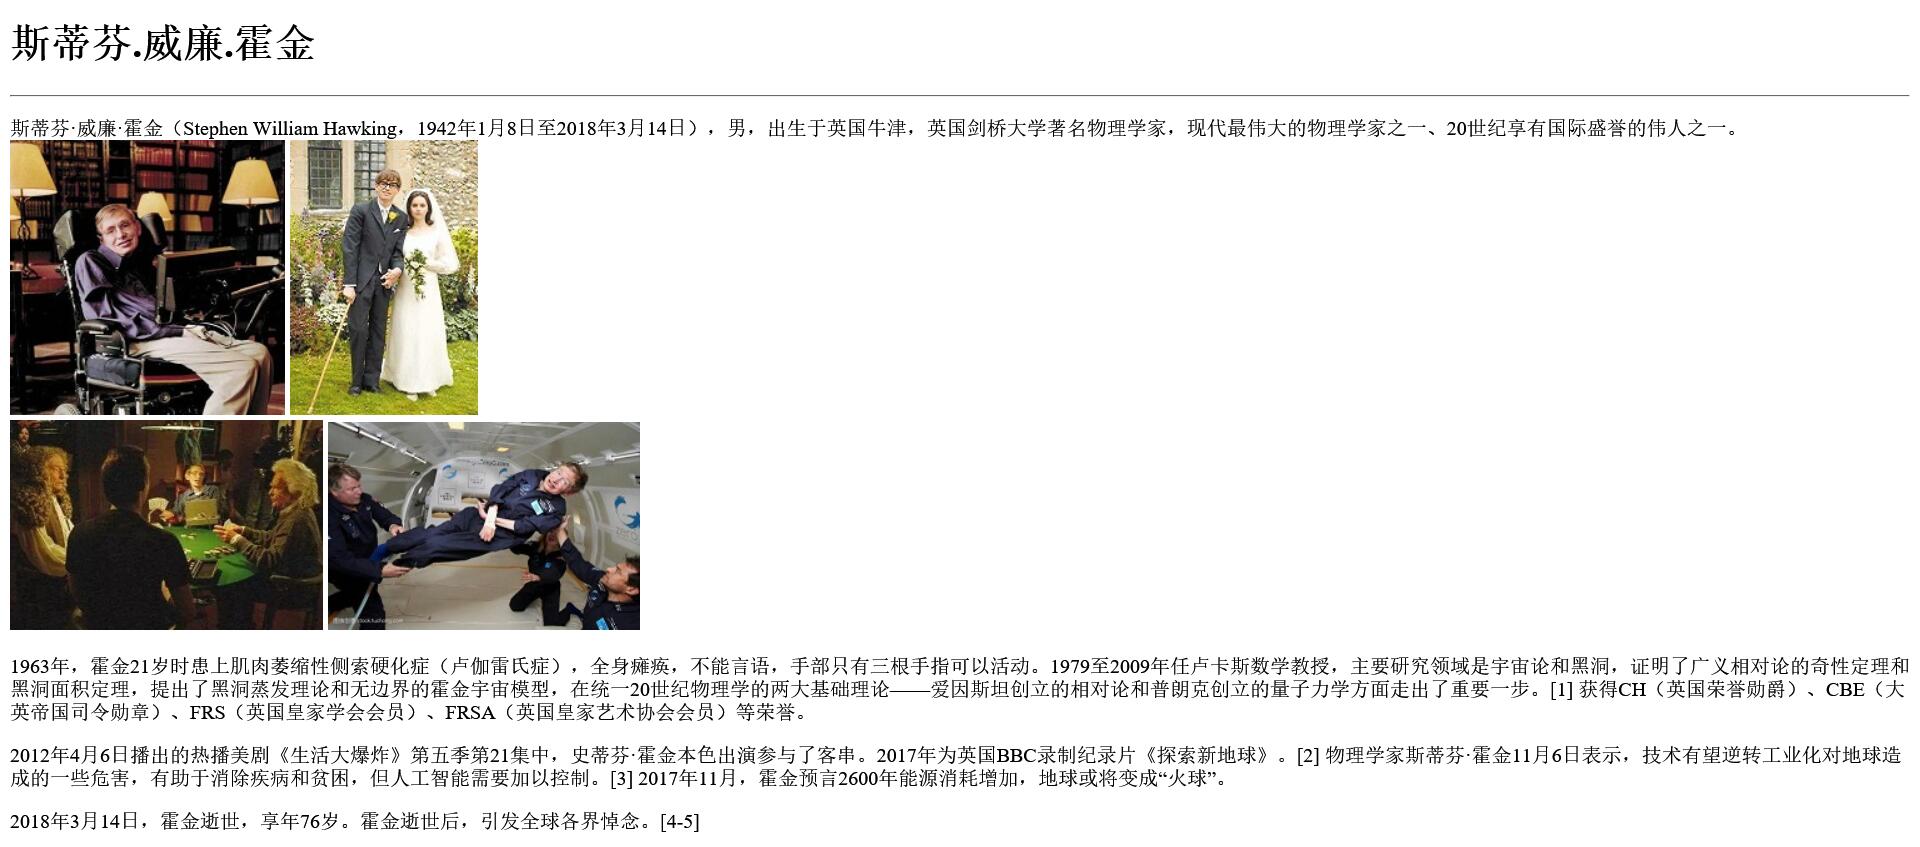 斯蒂芬.威廉.霍金
斯蒂芬·威廉·霍金（Stephen William Hawking，1942年1月8日至2018年3月14日），男，出生于英国牛津，英国剑桥大学著名物理学家，现代最伟大的物理学家之一、20世纪享有国际盛誉的伟人之一。
1963年，霍金21岁时患上肌肉萎缩性侧索硬化症（卢伽雷氏症），全身瘫痪，不能言语，手部只有三根手指可以活动。1979至2009年任卢卡斯数学教授，主要研究领域是宇宙论和黑洞，证明了广义相对论的奇性定理和
黑洞面积定理，提出了黑洞蒸发理论和无边界的霍金宇宙模型，在统一20世纪物理学的两大基础理论——爱因斯坦创立的相对论和普朗克创立的量子力学方面走出了重要一步。[1] 获得CH（英国荣誉勋爵）、CBE（大
英帝国司令勋章）、FRS（英国皇家学会会员）、FRSA（英国皇家艺术协会会员）等荣誉。
2012年4月6日播出的热播美剧《生活大爆炸》第五季第21集中，史蒂芬·霍金本色出演参与了客串。2017年为英国BBC录制纪录片《探索新地球》。[2] 物理学家斯蒂芬·霍金11月6日表示，技术有望逆转工业化对地球造
成的一些危害，有助于消除疾病和贫困，但人工智能需要加以控制。[3] 2017年11月，霍金预言2600年能源消耗增加，地球或将变成“火球”。
2018年3月14日，霍金逝世，享年76岁。霍金逝世后，引发全球各界悼念。[4-5]